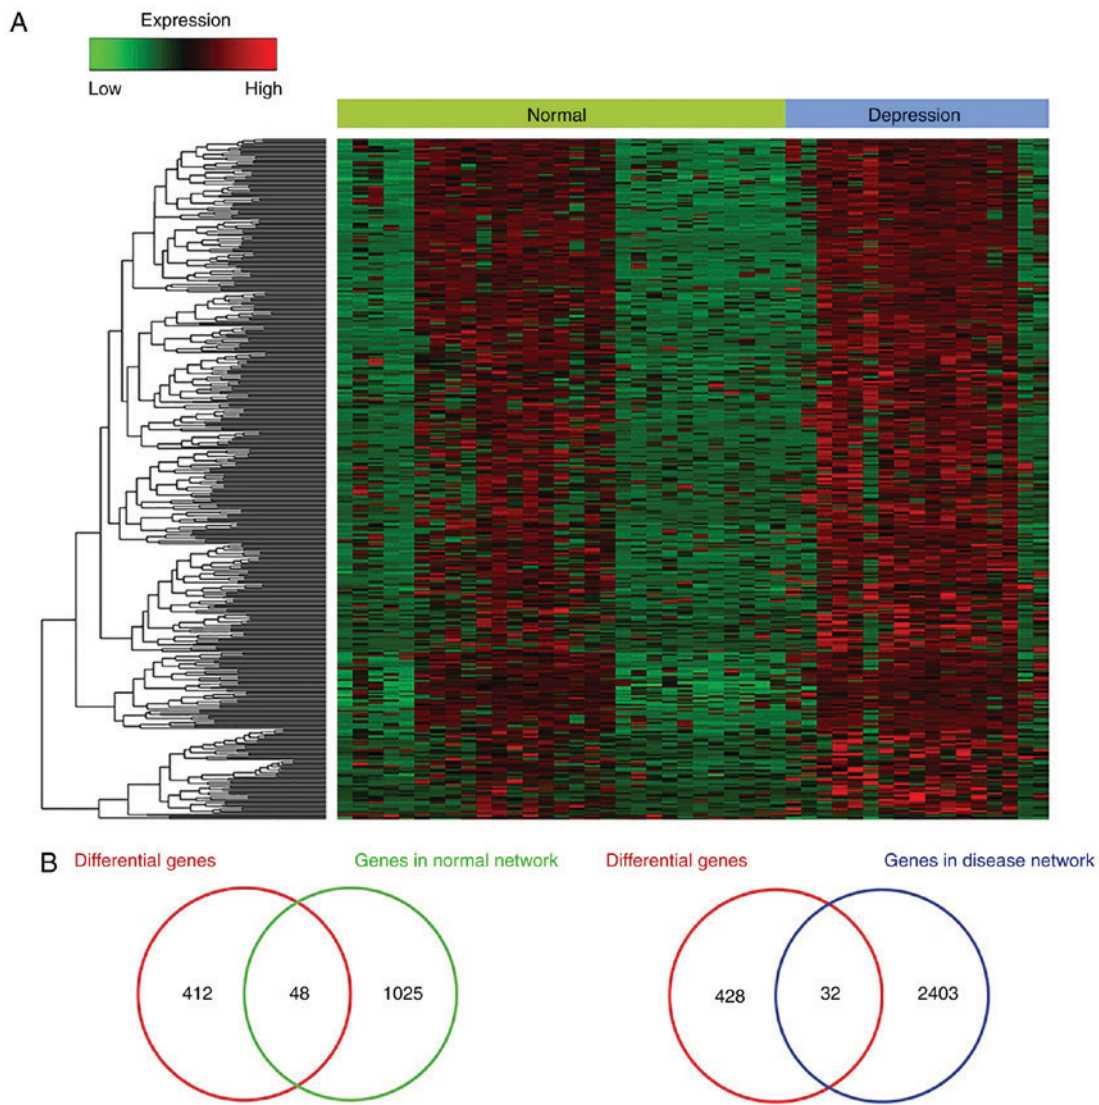 A
Expression
Low High
Normal Depression
B Differential genes Genes in normal network Differential genes Genes in disease network
412 48 1025 428 32 2403